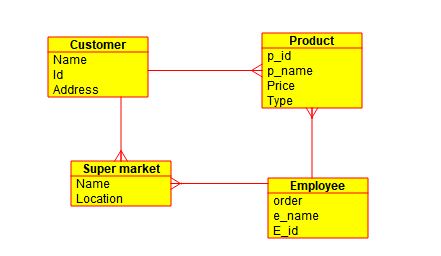 Customer
Name
Id
Address
Product
p_id
p_name
Price
Type
Super market
Name
Location
Employee
order
e_name
E_id